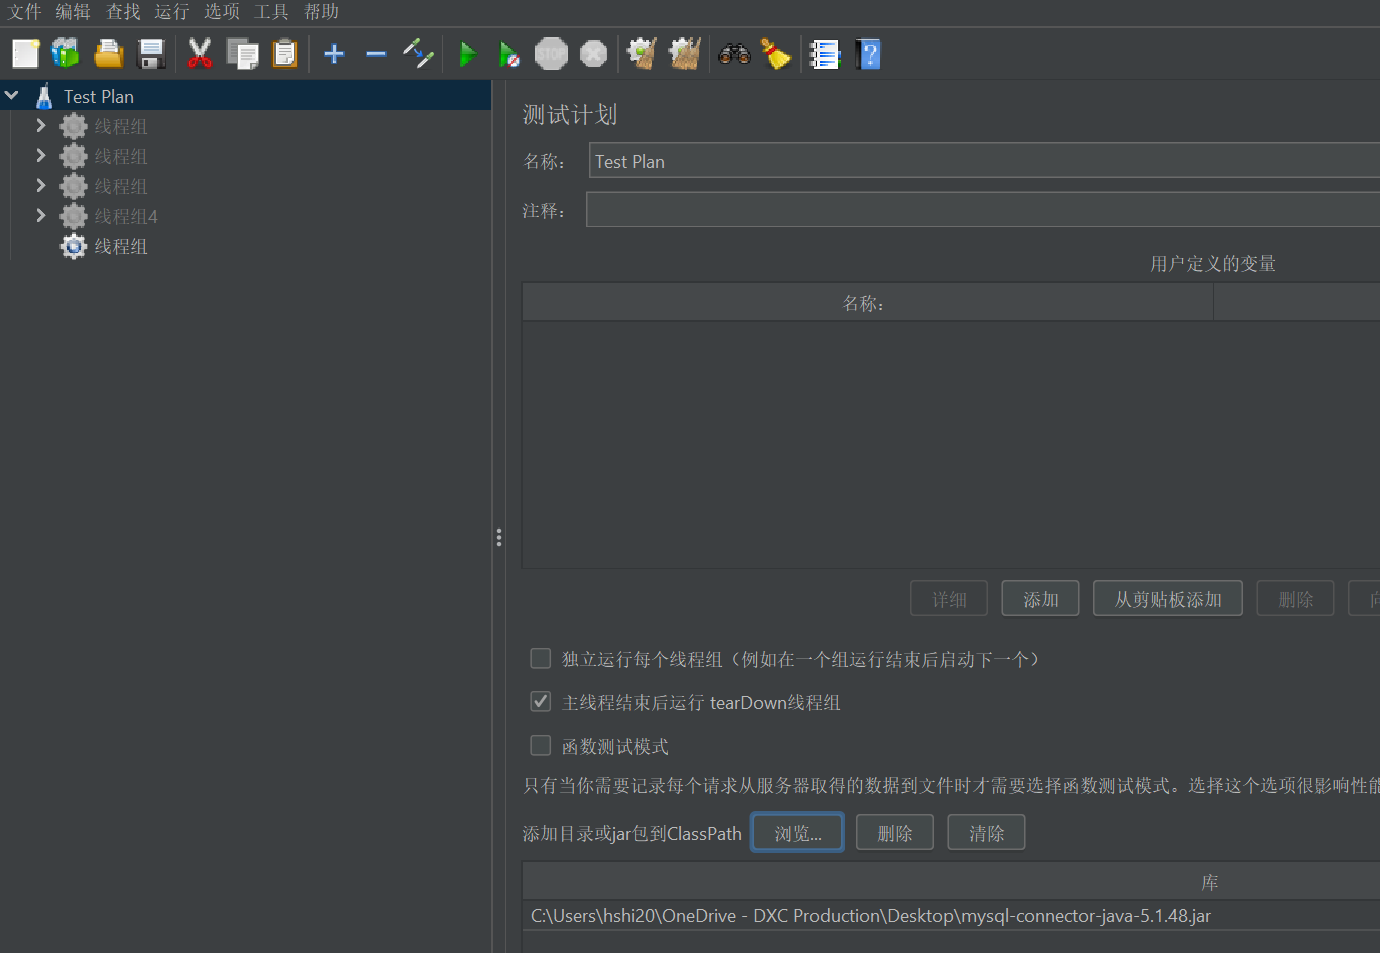 文件 编辑 查找 运行 选项 工具 帮助
STOP
Test Plan
线程组
线程组
线程组
线程组4
线程组
测试计划
名称：
Test Plan
注释：
用户定义的变量
名称：
详细 添加 从剪贴板添加 删除 向
独立运行每个线程组（例如在一个组运行结束后启动下一个）
主线程结束后运行 tearDown线程组
函数测试模式
只有当你需要记录每个请求从服务器取得的数据到文件时才需要选择函数测试模式。选择这个选项很影响性能
添加目录或jar包到ClassPath 浏览... 删除 清除
库
C:\Users\hshi20\OneDrive - DXC Production\Desktop\mysql-connector-java-5.1.48.jar